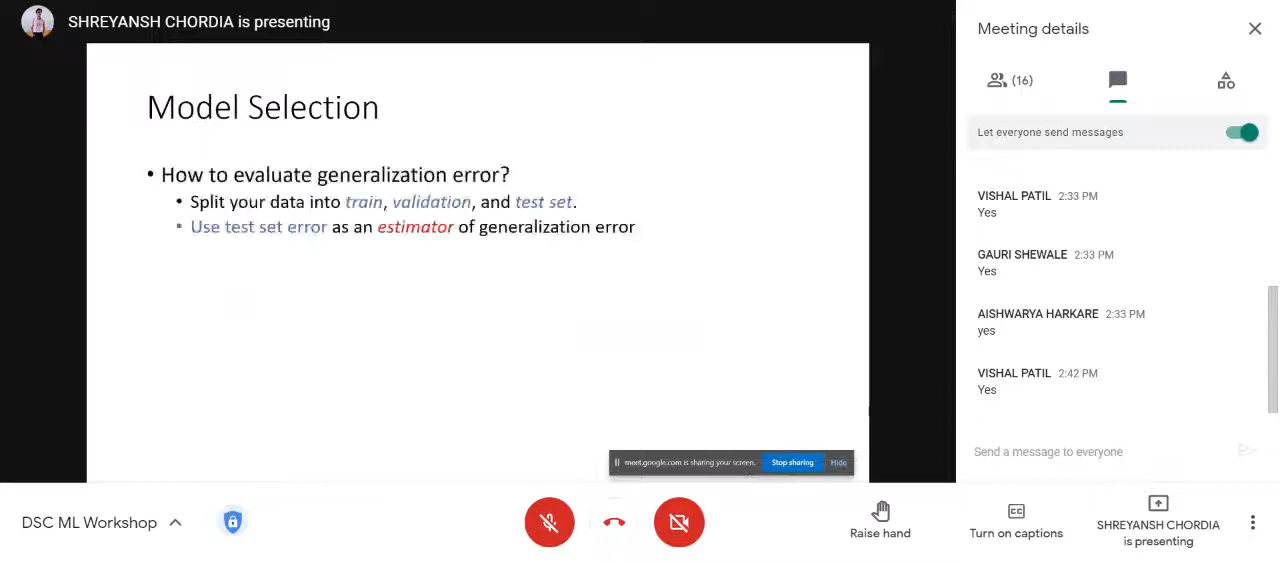 SHREYANSH CHORDIA is presenting
Model Selection
• How to evaluate generalization error?
• Split your data into train, validation, and test set.
▪ Use test set error as an estimator of generalization error
meet.google.com is sharing your screen. Stop sharing Hide
Meeting details
(16)
Let everyone send messages
VISHAL PATIL 2:33 PM
Yes
GAURI SHEWALE 2:33 PM
Yes
AISHWARYA HARKARE 2:33 PM
yes
VISHAL PATIL 2:42 PM
Yes
Send a message to everyone
DSC ML Workshop
Raise hand
CC
Turn on captions
SHREYANSH CHORDIA
is presenting